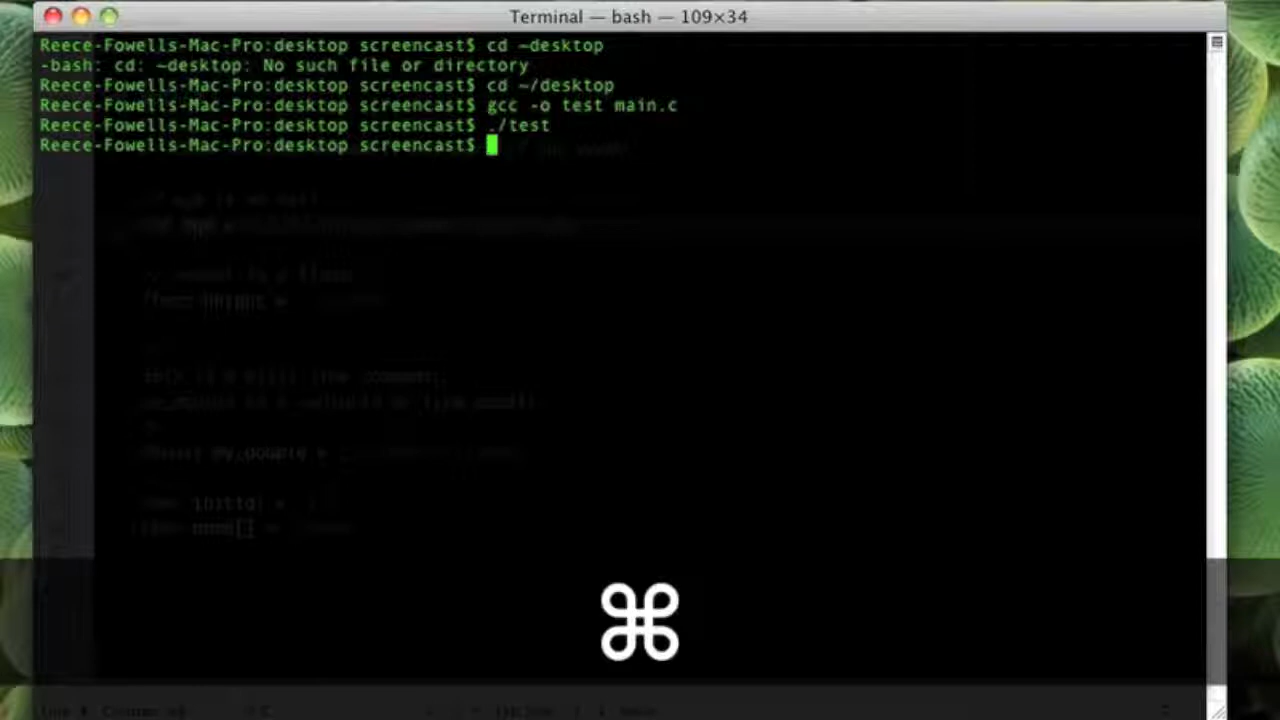 Terminal — bash — 109×34
Reece-Fowells-Mac-Pro:desktop screencast$ cd ~desktop
-bash: cd: ~desktop: No such file or directory
Reece-Fowells-Mac-Pro:desktop screencast$ cd ~/desktop
Reece-Fowells-Mac-Pro:desktop screencast$ gcc -o test main.c
Reece-Fowells-Mac-Pro:desktop screencast$ ./test
Reece-Fowells-Mac-Pro:desktop screencast$